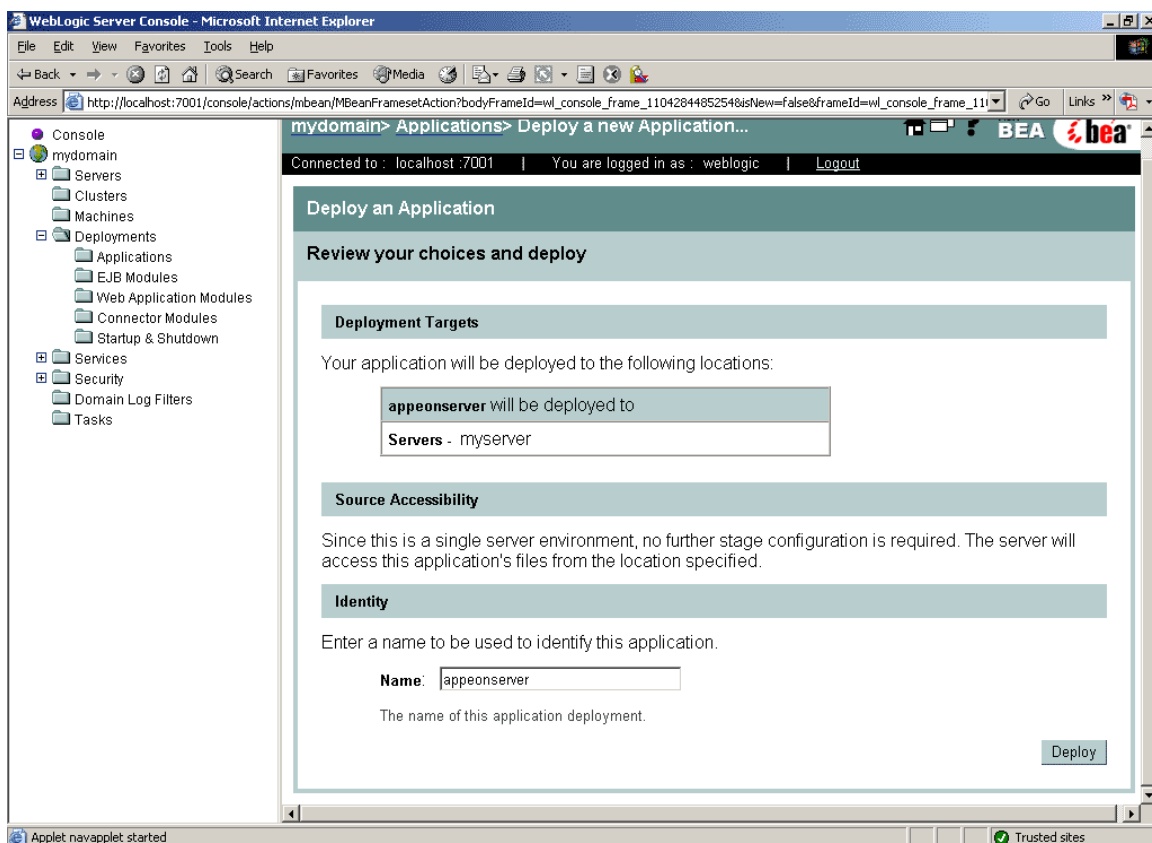 WebLogic Server Console - Microsoft Internet Explorer
File Edit View Favorites Tools Help
Back Search Favorites Media
Address http://localhost:7001/console/actions/mbean/MBeanFramesetAction?bodyFrameId=wl_console_frame_1104284485254&isNew=false&frameId=wl_console_frame_11 Go Links »
Console
mydomain
Servers
Clusters
Machines
Deployments
Applications
EJB Modules
Web Application Modules
Connector Modules
Startup & Shutdown
Services
Security
Domain Log Filters
Tasks
mydomain> Applications> Deploy a new Application...
? BEA bea
Connected to : localhost :7001 | You are logged in as : weblogic | Logout
Deploy an Application
Review your choices and deploy
Deployment Targets
Your application will be deployed to the following locations:
appeonserver will be deployed to
Servers - myserver
Source Accessibility
Since this is a single server environment, no further stage configuration is required. The server will
access this application's files from the location specified.
Identity
Enter a name to be used to identify this application.
Name: appeonserver
The name of this application deployment.
Deploy
Applet navapplet started
Trusted sites